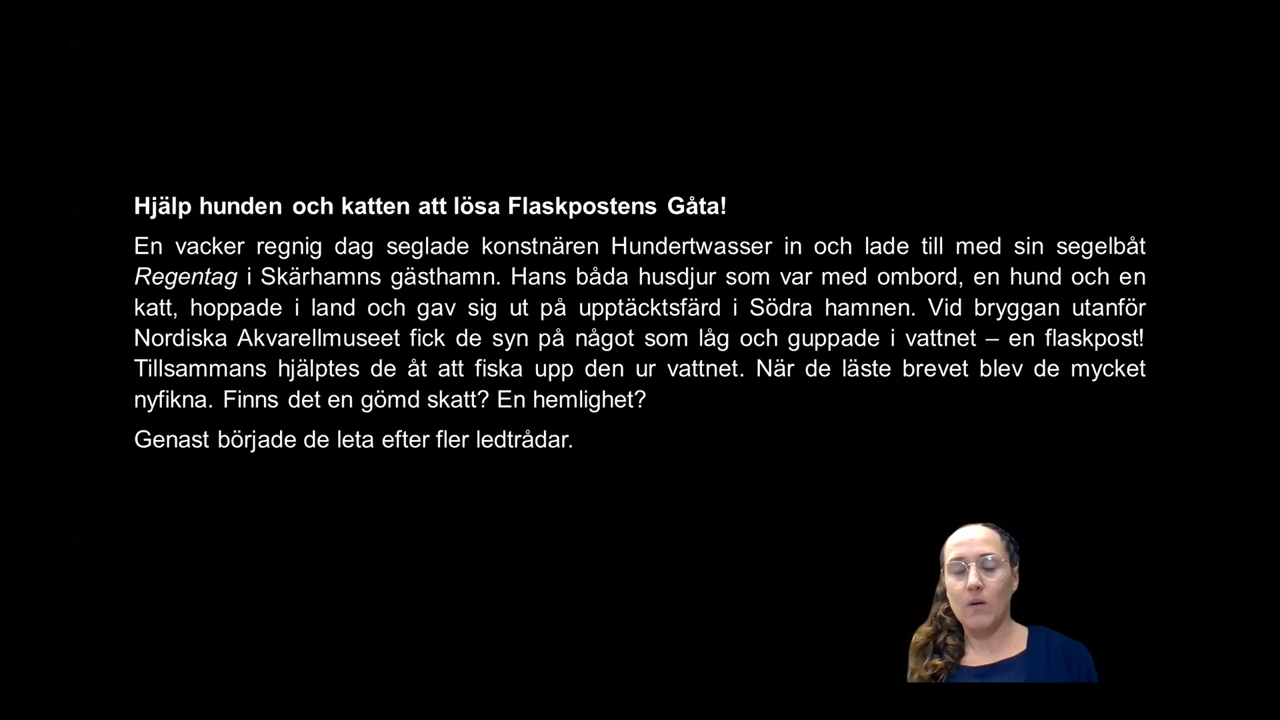 Hjälp hunden och katten att lösa Flaskpostens Gåta!
En vacker regnig dag seglade konstnären Hundertwasser in och lade till med sin segelbåt
Regentag i Skärhamns gästhamn. Hans båda husdjur som var med ombord, en hund och en
katt, hoppade i land och gav sig ut på upptäcktsfärd i Södra hamnen. Vid bryggan utanför
Nordiska Akvarellmuseet fick de syn på något som låg och guppade i vattnet – en flaskpost!
Tillsammans hjälptes de åt att fiska upp den ur vattnet. När de läste brevet blev de mycket
nyfikna. Finns det en gömd skatt? En hemlighet?
Genast började de leta efter fler ledtrådar.